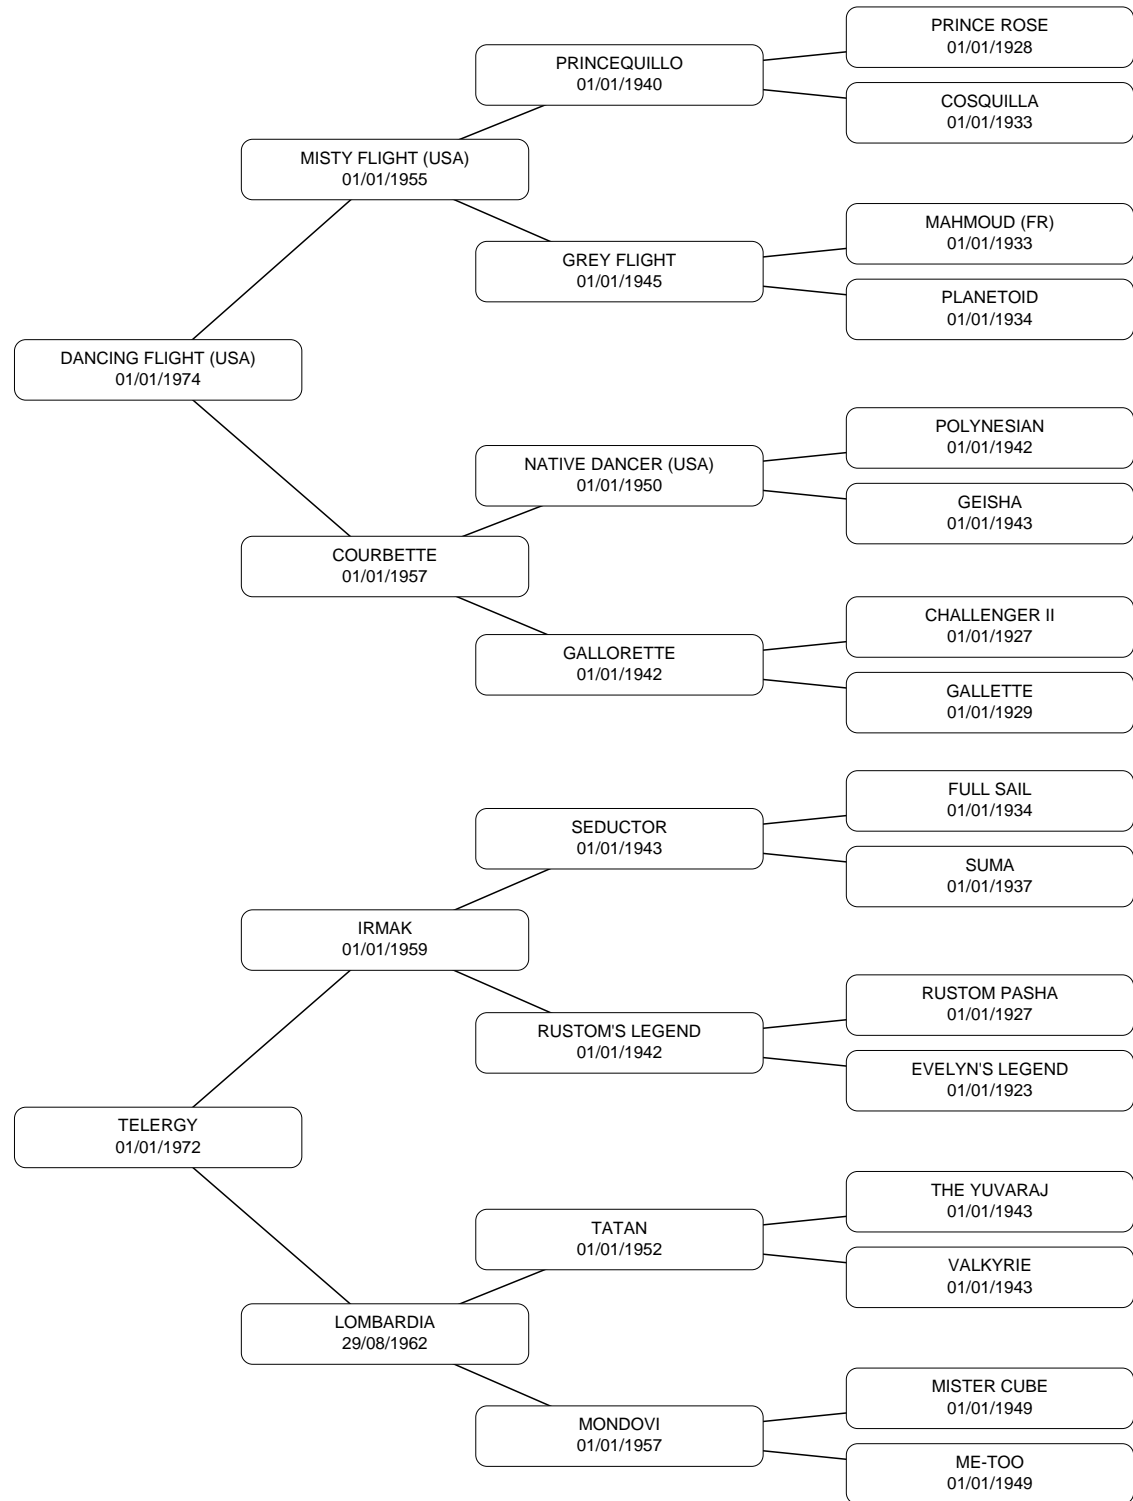 PRINCE ROSE
01/01/1928
PRINCEQUILLO
01/01/1940
COSQUILLA
01/01/1933
MISTY FLIGHT (USA)
01/01/1955
MAHMOUD (FR)
01/01/1933
GREY FLIGHT
01/01/1945
PLANETOID
01/01/1934
DANCING FLIGHT (USA)
01/01/1974
POLYNESIAN
01/01/1942
NATIVE DANCER (USA)
01/01/1950
GEISHA
01/01/1943
COURBETTE
01/01/1957
CHALLENGER II
01/01/1927
GALLORETTE
01/01/1942
GALLETTE
01/01/1929
FULL SAIL
01/01/1934
SEDUCTOR
01/01/1943
SUMA
01/01/1937
IRMAK
01/01/1959
RUSTOM PASHA
01/01/1927
RUSTOM'S LEGEND
01/01/1942
EVELYN'S LEGEND
01/01/1923
TELERGY
01/01/1972
THE YUVARAJ
01/01/1943
TATAN
01/01/1952
VALKYRIE
01/01/1943
LOMBARDIA
29/08/1962
MISTER CUBE
01/01/1949
MONDOVI
01/01/1957
ME-TOO
01/01/1949